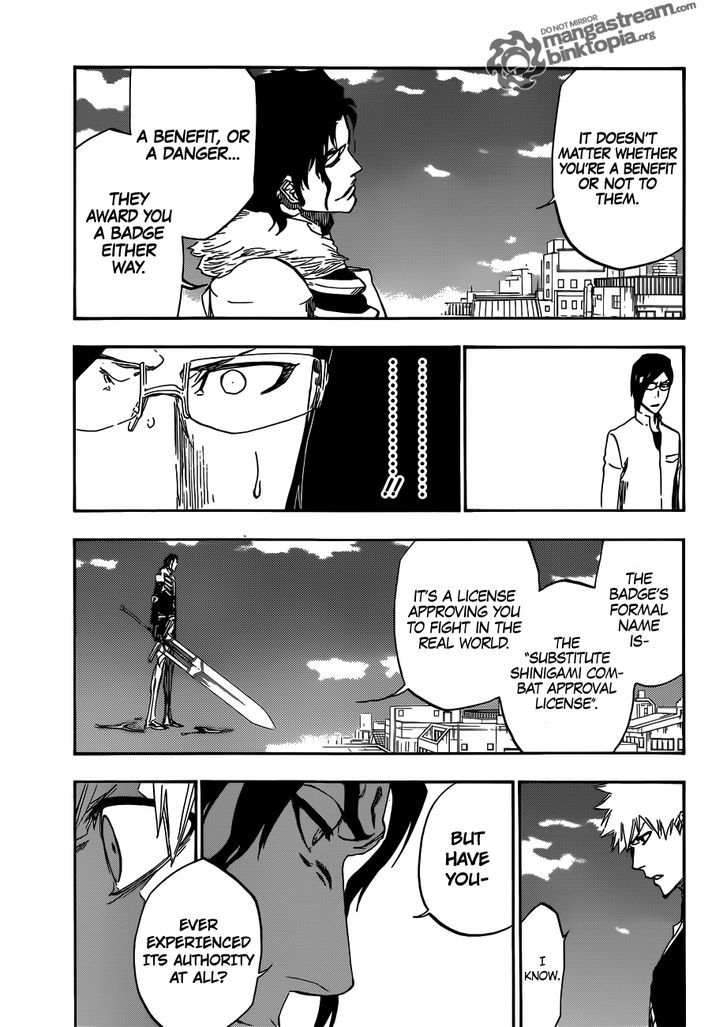 DO NOT MIRROR
mangastream.com
binktopia.org
IT DOESN'T
MATTER WHETHER
YOU'RE A BENEFIT
OR NOT TO
THEM.
A BENEFIT, OR
A DANGER...
THEY
AWARD YOU
A BADGE
EITHER
WAY.
THE
BADGE'S
FORMAL
NAME
IS-
THE
"SUBSTITUTE
SHINIGAMI COM-
BAT APPROVAL
LICENSE".
IT'S A LICENSE
APPROVING YOU
TO FIGHT IN THE
REAL WORLD.
I
KNOW.
BUT
HAVE
YOU-
EVER
EXPERIENCED
ITS AUTHORITY
AT ALL?